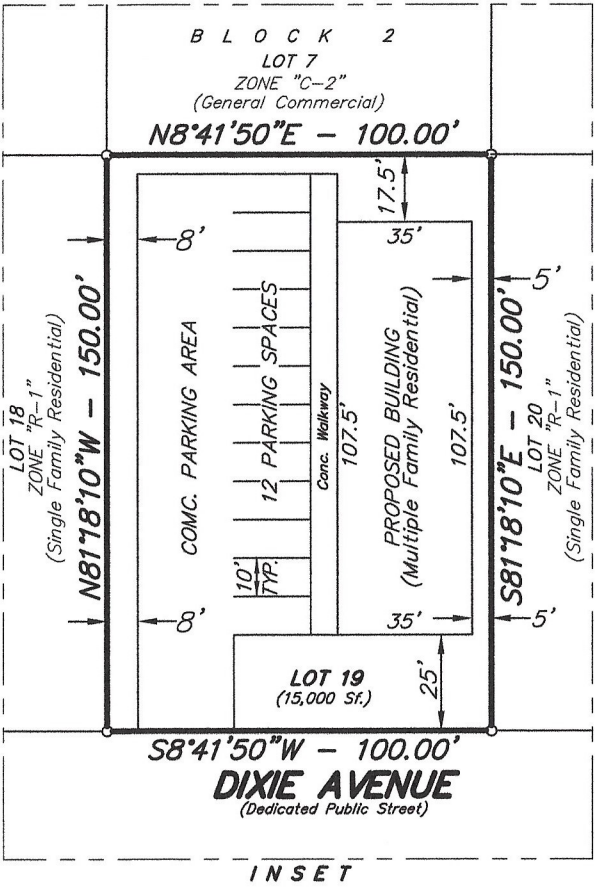 BLOCK 2
LOT 7
ZONE "C-2"
(General Commercial)
N8°41'50"E - 100.00'
17.5'
35'
8'
5'
LOT 18
ZONE "R-1"
(Single Family Residential)
N81°18'10"W - 150.00'
COMC. PARKING AREA
12 PARKING SPACES
Conc. Walkway
107.5'
PROPOSED BUILDING
(Multiple Family Residential)
107.5'
S81°18'10"E - 150.00'
LOT 20
ZONE "R-1"
(Single Family Residential)
10'
TYP.
8'
35'
5'
LOT 19
(15,000 Sf.)
25'
S8°41'50"W - 100.00'
DIXIE AVENUE
(Dedicated Public Street)
INSET